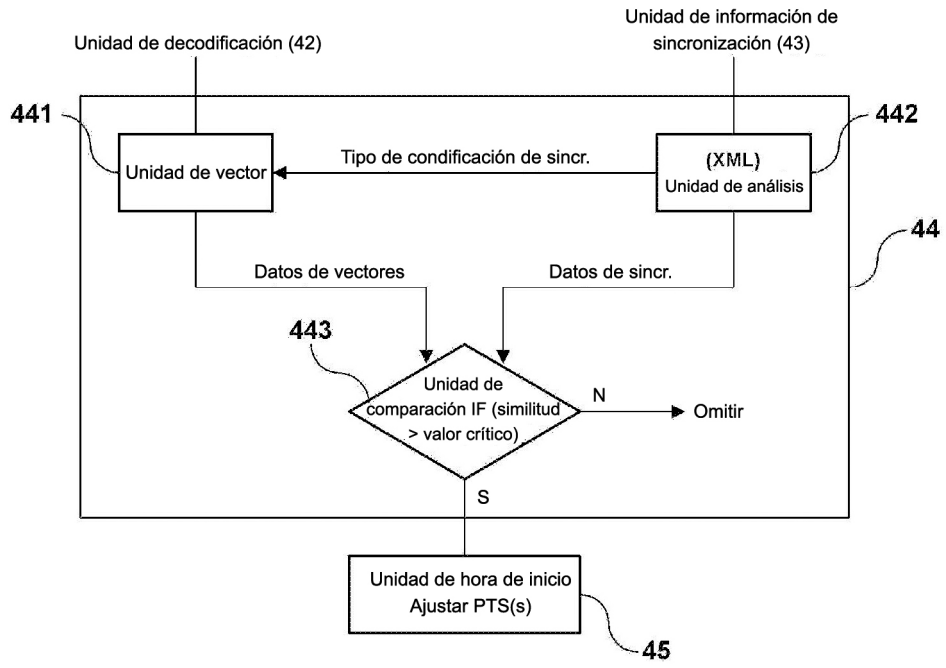 Unidad de información de
sincronización (43)
Unidad de decodificación (42)
441
442
Unidad de vector
Tipo de condificación de sincr.
(XML)
Unidad de análisis
44
Datos de vectores
Datos de sincr.
443
Unidad de
comparación IF (similitud
> valor crítico)
N
Omitir
S
Unidad de hora de inicio
Ajustar PTS(s)
45